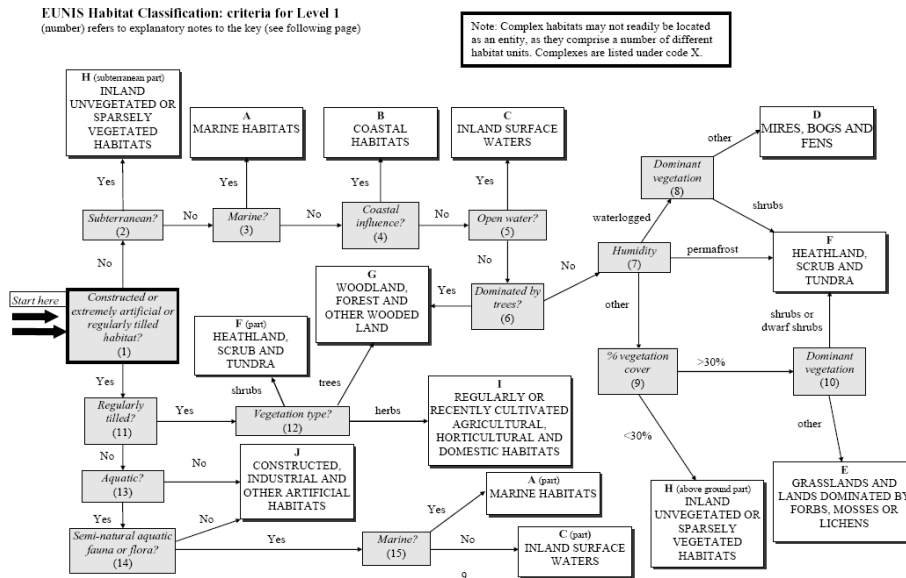 EUNIS Habitat Classification: criteria for Level 1
(number) refers to explanatory notes to the key (see following page)
Note: Complex habitats may not readily be located
as an entity, as they comprise a number of different
habitat units. Complexes are listed under code X.
H (subterranean part)
INLAND
UNVEGETATED OR
SPARSELY
VEGETATED
HABITATS
A
MARINE HABITATS
B
COASTAL
HABITATS
C
INLAND SURFACE
WATERS
D
MIRES, BOGS AND
FENS
Yes
Yes
Yes
Yes
other
Dominant
vegetation
(8)
Subterranean?
(2)
No
Marine?
(3)
No
Coastal
influence?
(4)
No
Open water?
(5)
waterlogged
shrubs
No
No
No
Humidity
(7)
permafrost
F
HEATHLAND,
SCRUB AND
TUNDRA
G
WOODLAND,
FOREST AND
OTHER WOODED
LAND
Yes
Dominated by
trees?
(6)
Start here
Constructed or
extremely artificial or
regularly tilled
habitat?
(1)
F (part)
HEATHLAND,
SCRUB AND
TUNDRA
other
shrubs or
dwarf shrubs
% vegetation
cover
(9)
>30%
Dominant
vegetation
(10)
Yes
shrubs
trees
Regularly
tilled?
(11)
Yes
Vegetation type?
(12)
herbs
I
REGULARLY OR
RECENTLY CULTIVATED
AGRICULTURAL,
HORTICULTURAL AND
DOMESTIC HABITATS
<30%
other
No
Aquatic?
(13)
No
J
CONSTRUCTED,
INDUSTRIAL AND
OTHER ARTIFICIAL
HABITATS
A (part)
MARINE HABITATS
H (above ground part)
INLAND
UNVEGETATED OR
SPARSELY
VEGETATED
HABITATS
E
GRASSLANDS AND
LANDS DOMINATED BY
FORBS, MOSSES OR
LICHENS
Yes
No
Yes
Semi-natural aquatic
fauna or flora?
(14)
Yes
Marine?
(15)
No
C (part)
INLAND SURFACE
WATERS
9